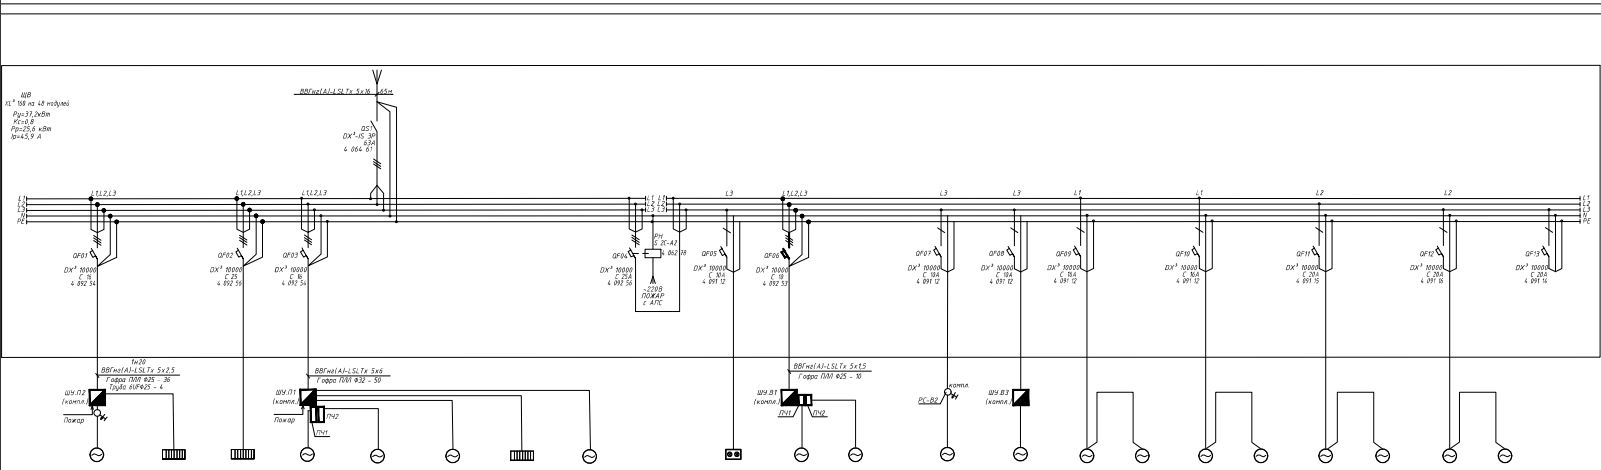 ЩВ
XL³ 160 на 48 модулей
Ру=37,2кВт
Кс=0,8
Рр=25,6 кВт
Iр=45,9 А
ВВГнг(А)-LSLTx 5х16
65м
QS1
DX³-IS 3P
63А
4 064 61
L1,L2,L3
L1,L2,L3
L1,L2,L3
L3
L1,L2,L3
L3
L3
L1
L1
L2
L2
L1
L2
L3
N
PE
L1 L1
L2 L2
L3 L3
L1
L2
L3
N
PE
QF01
DX³ 10000
С 16
4 092 54
QF02
DX³ 10000
С 25
4 092 56
QF03
DX³ 10000
С 16
4 092 54
QF04
DX³ 10000
С 25А
4 092 56
РН
S 2C-A2
4 062 78
~220В
ПОЖАР
с АПС
QF05
DX³ 10000
С 10А
4 091 12
QF06
DX³ 10000
С 10
4 092 53
QF07
DX³ 10000
С 10А
4 091 12
QF08
DX³ 10000
С 10А
4 091 12
QF09
DX³ 10000
С 16А
4 091 12
QF10
DX³ 10000
С 16А
4 091 12
QF11
DX³ 10000
С 20А
4 091 15
QF12
DX³ 10000
С 20А
4 091 16
QF13
DX³ 10000
С 20А
4 091 14
ВВГнг(А)-LSLTx 5х2,5
Гофра ПЛЛ Ф25 - 36
ШУ.П2
(компл.)
Пожар
ВВГнг(А)-LSLTx 5х6
Гофра ПЛЛ Ф32 - 50
ШУ.П1
(компл.)
Пожар
ПЧ2
ПЧ1
ВВГнг(А)-LSLTx 5х1,5
Гофра ПЛЛ Ф25 - 10
ШУ.В1
(компл.)
ПЧ1
ПЧ2
компл.
РС-В2
ШУ.В3
(компл.)